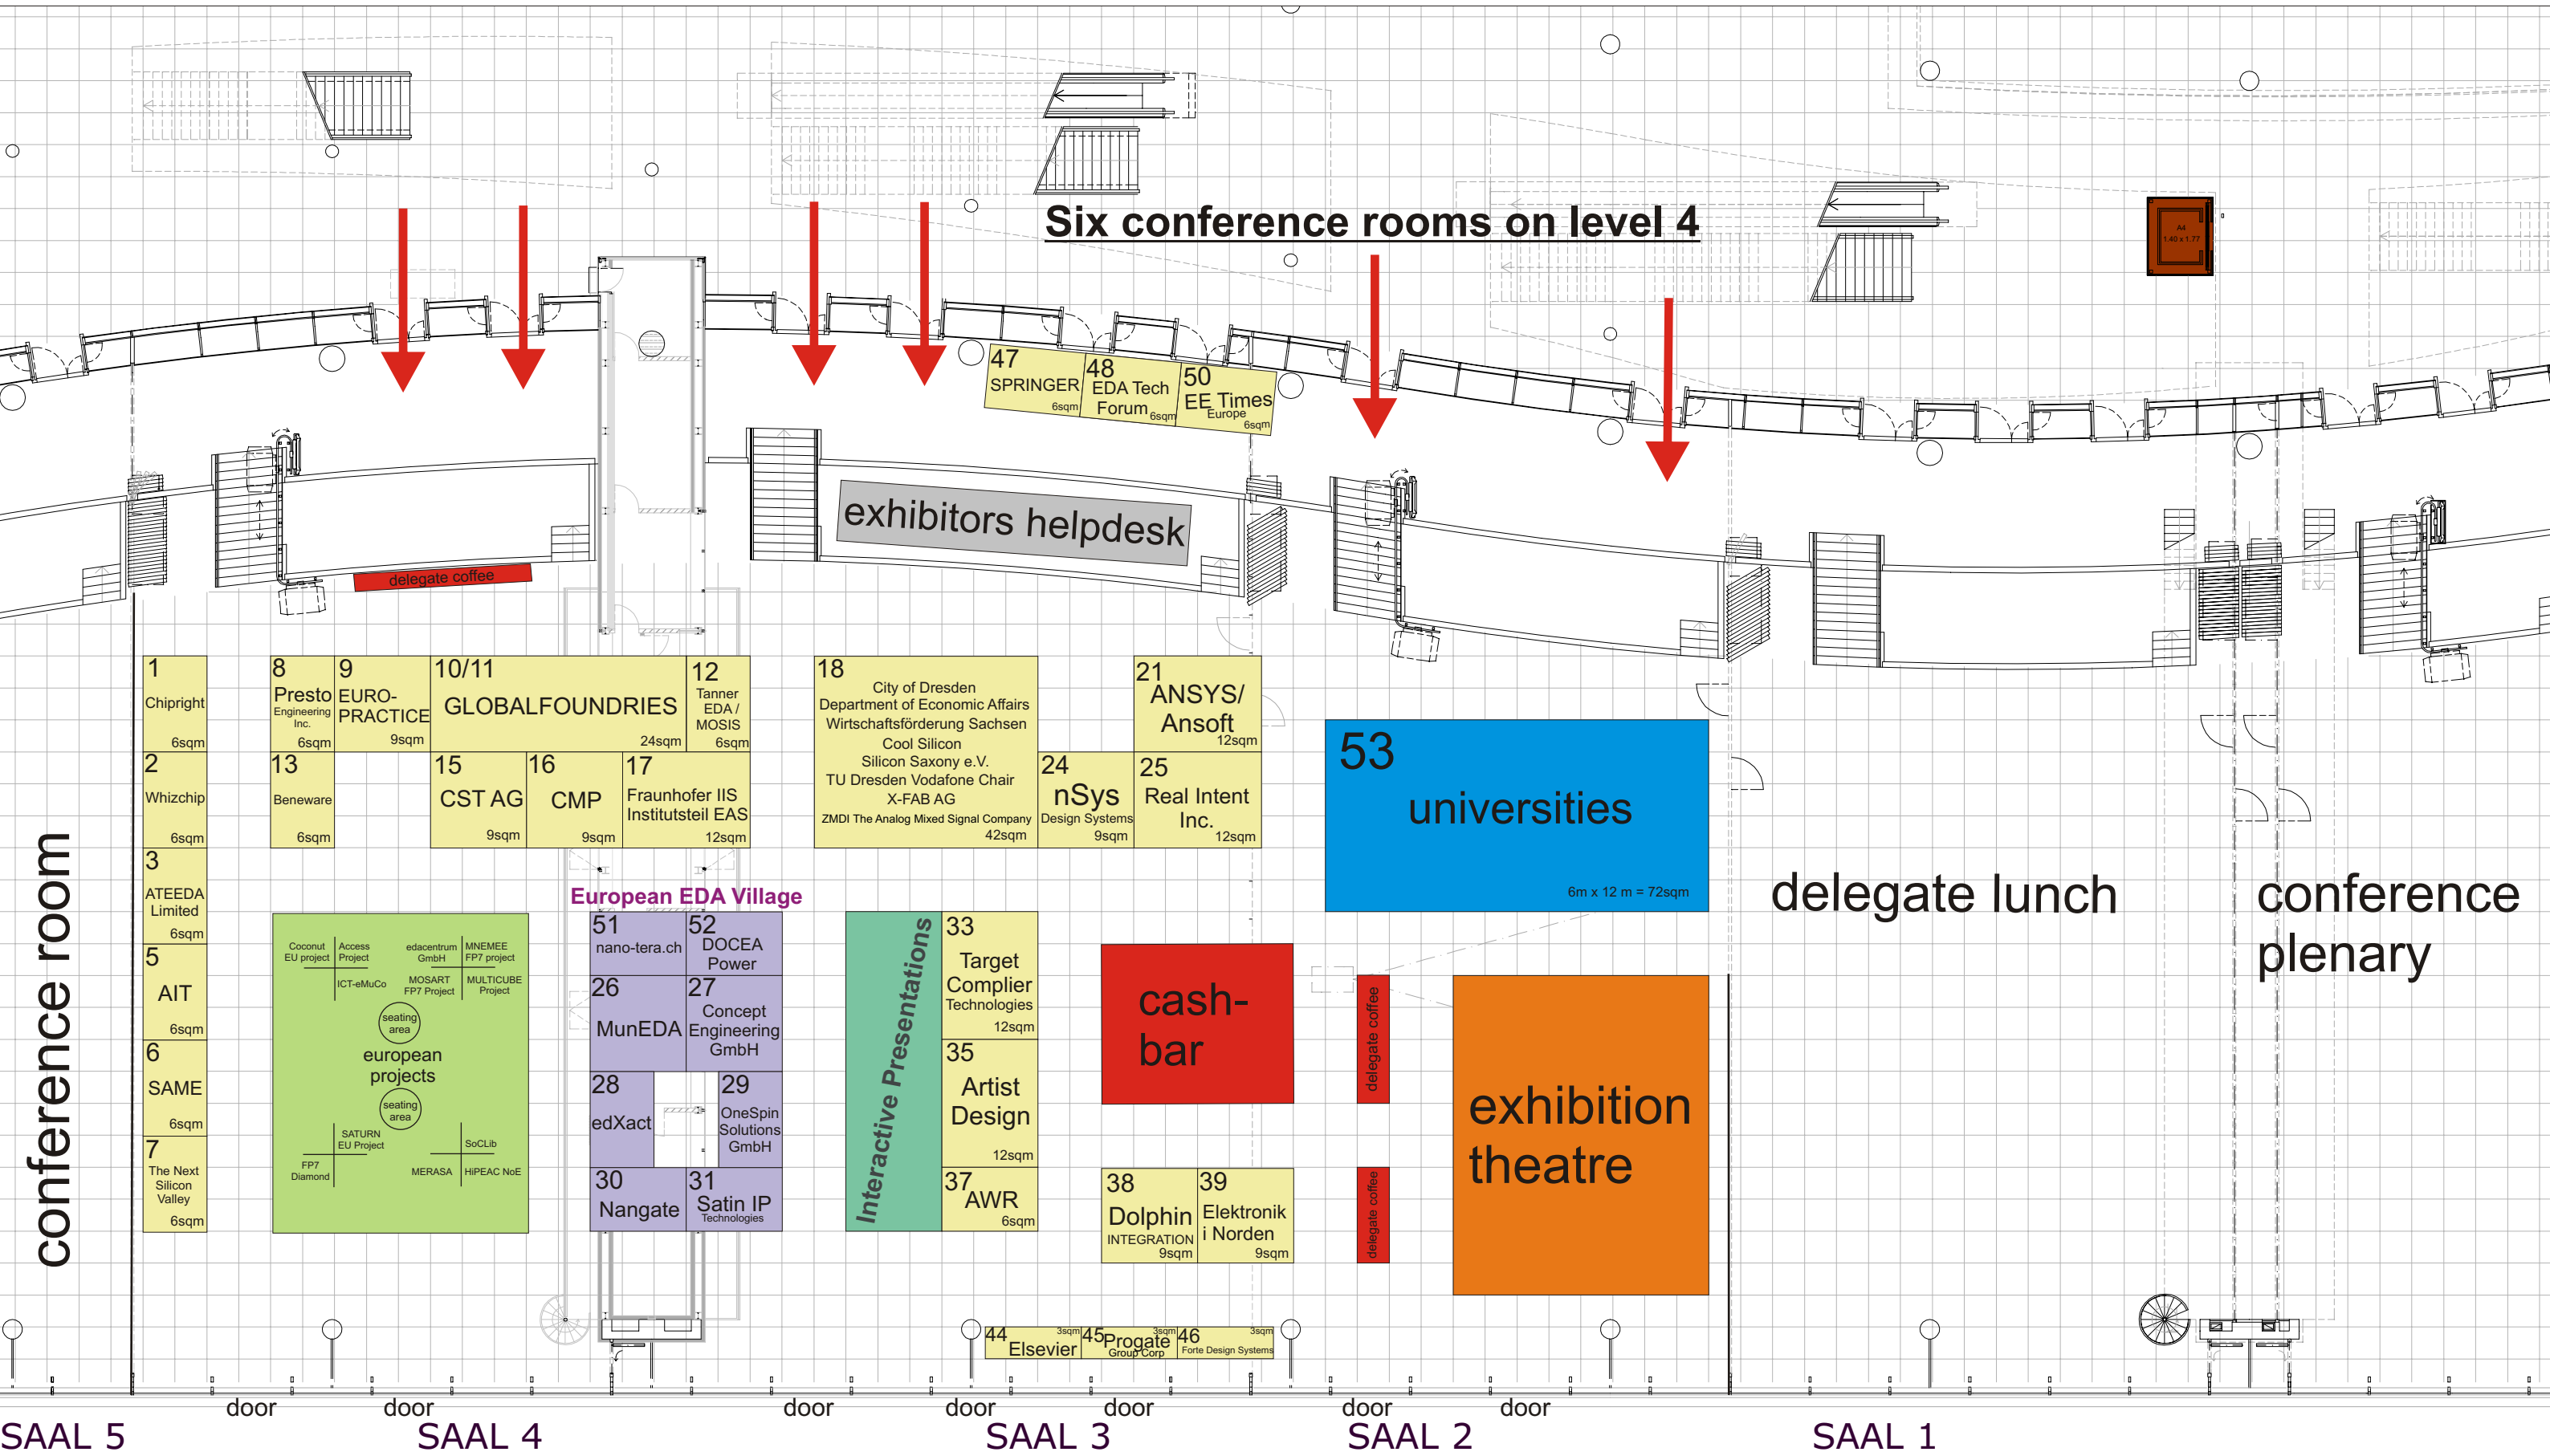 Six conference rooms on level 4
A4
1.40 x 1.77
47
SPRINGER
6sqm
48
EDA Tech
Forum
6sqm
50
EE Times
Europe
6sqm
exhibitors helpdesk
delegate coffee
1
Chipright
6sqm
2
Whizchip
6sqm
3
ATEEDA
Limited
6sqm
5
AIT
6sqm
6
SAME
6sqm
7
The Next
Silicon
Valley
6sqm
8
Presto
Engineering
Inc.
6sqm
9
EURO-
PRACTICE
9sqm
10/11
GLOBALFOUNDRIES
24sqm
12
Tanner
EDA /
MOSIS
6sqm
13
Beneware
6sqm
15
CST AG
9sqm
16
CMP
9sqm
17
Fraunhofer IIS
Institutsteil EAS
12sqm
18
City of Dresden
Department of Economic Affairs
Wirtschaftsförderung Sachsen
Cool Silicon
Silicon Saxony e.V.
TU Dresden Vodafone Chair
X-FAB AG
ZMDI The Analog Mixed Signal Company
42sqm
21
ANSYS/
Ansoft
12sqm
24
nSys
Design Systems
9sqm
25
Real Intent
Inc.
12sqm
53
universities
6m x 12 m = 72sqm
conference room
delegate lunch
conference
plenary
European EDA Village
Coconut
EU project
Access
Project
ICT-eMuCo
edacentrum
GmbH
MNEMEE
FP7 project
MOSART
FP7 Project
MULTICUBE
Project
seating
area
european
projects
seating
area
SATURN
EU Project
FP7
Diamond
SoCLib
MERASA
HiPEAC NoE
51
nano-tera.ch
52
DOCEA
Power
26
MunEDA
27
Concept
Engineering
GmbH
28
edXact
29
OneSpin
Solutions
GmbH
30
Nangate
31
Satin IP
Technologies
Interactive Presentations
33
Target
Complier
Technologies
12sqm
35
Artist
Design
12sqm
37
AWR
6sqm
cash-
bar
delegate coffee
delegate coffee
exhibition
theatre
38
Dolphin
INTEGRATION
9sqm
39
Elektronik
i Norden
9sqm
44
3sqm
Elsevier
45
3sqm
Progate
Group Corp
46
3sqm
Forte Design Systems
door
door
door
door
door
door
door
SAAL 5
SAAL 4
SAAL 3
SAAL 2
SAAL 1